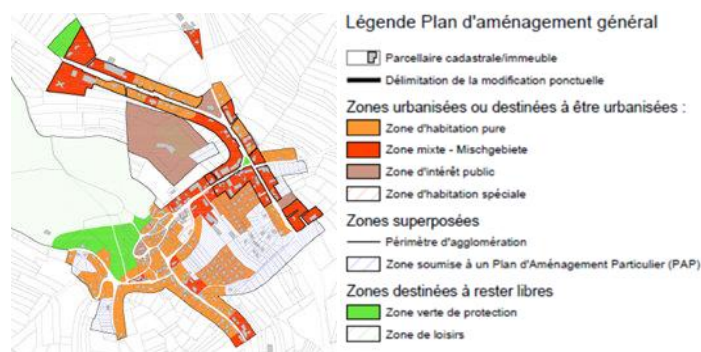 Légende Plan d'aménagement général
Parcellaire cadastrale/immeuble
Délimitation de la modification ponctuelle
Zones urbanisées ou destinées à être urbanisées :
Zone d'habitation pure
Zone mixte - Mischgebiete
Zone d'intérêt public
Zone d'habitation spéciale
Zones superposées
Périmètre d'agglomération
Zone soumise à un Plan d'Aménagement Particulier (PAP)
Zones destinées à rester libres
Zone verte de protection
Zone de loisirs